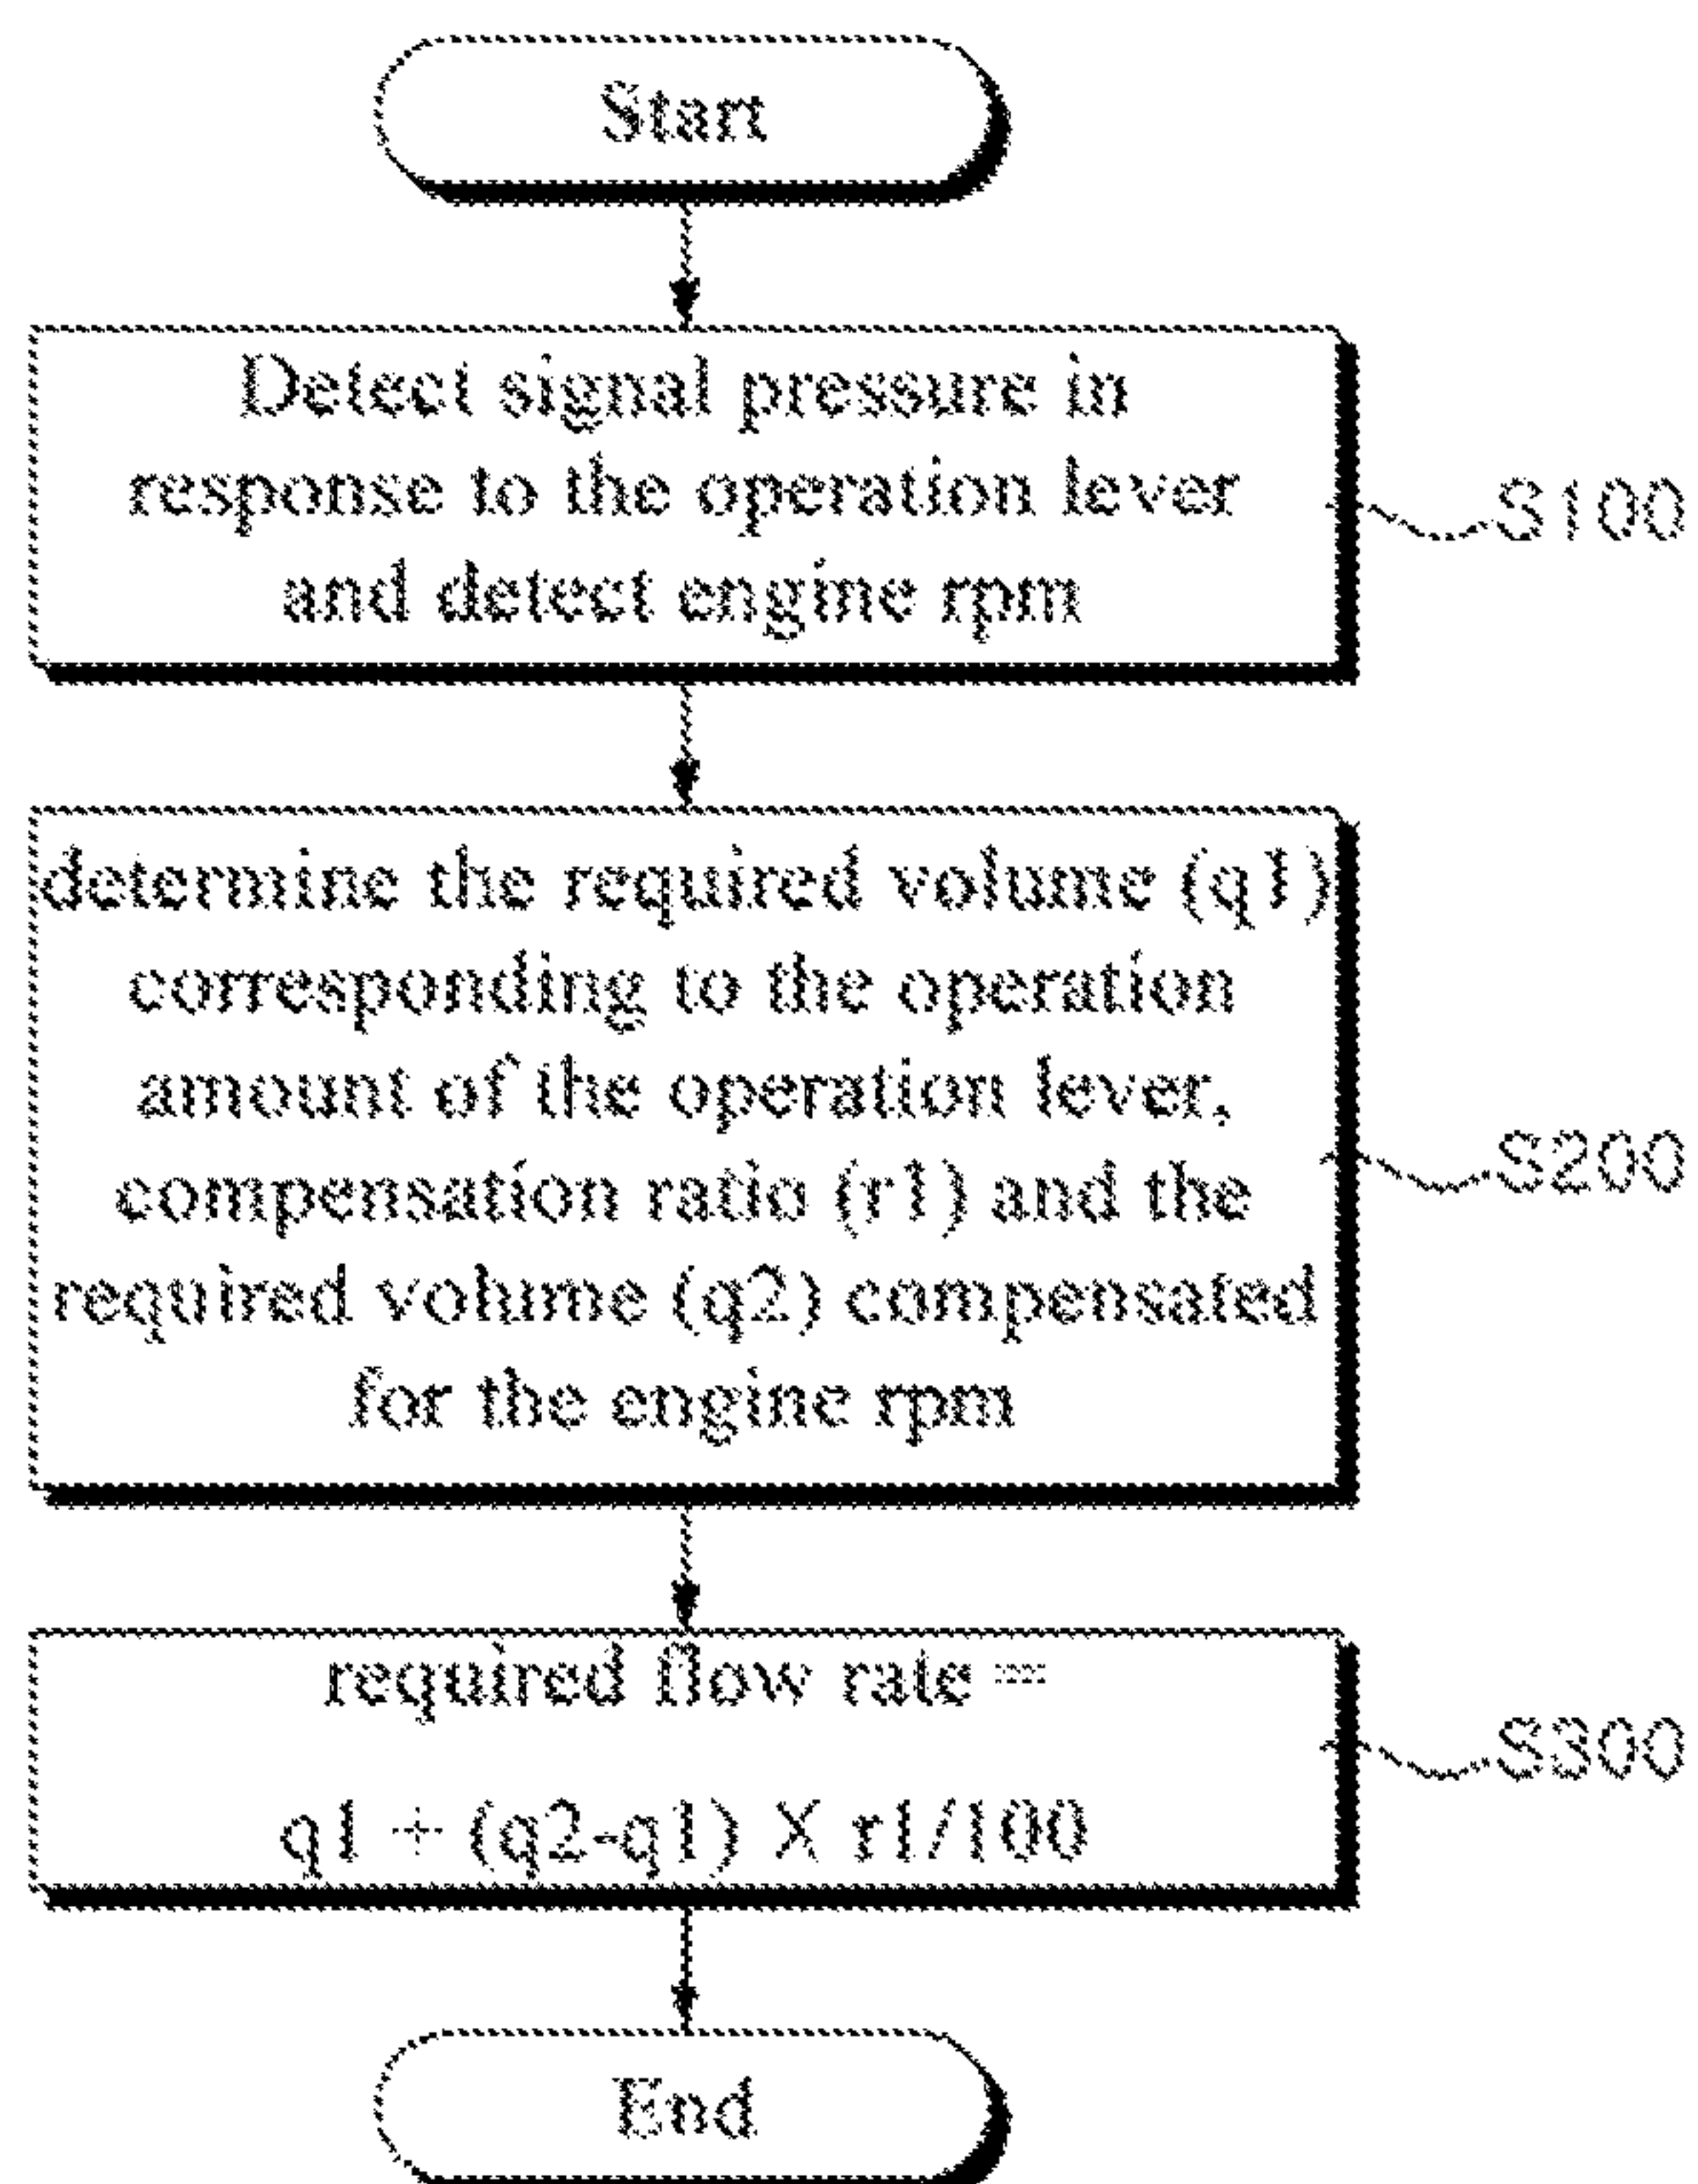 Start
Detect signal pressure in
response to the operation lever
and detect engine rpm
S100
determine the required volume (q1)
corresponding to the operation
amount of the operation lever,
compensation ratio (r1) and the
required volume (q2) compensated
for the engine rpm
S200
required flow rate =
q1 + (q2-q1) X r1/100
S300
End